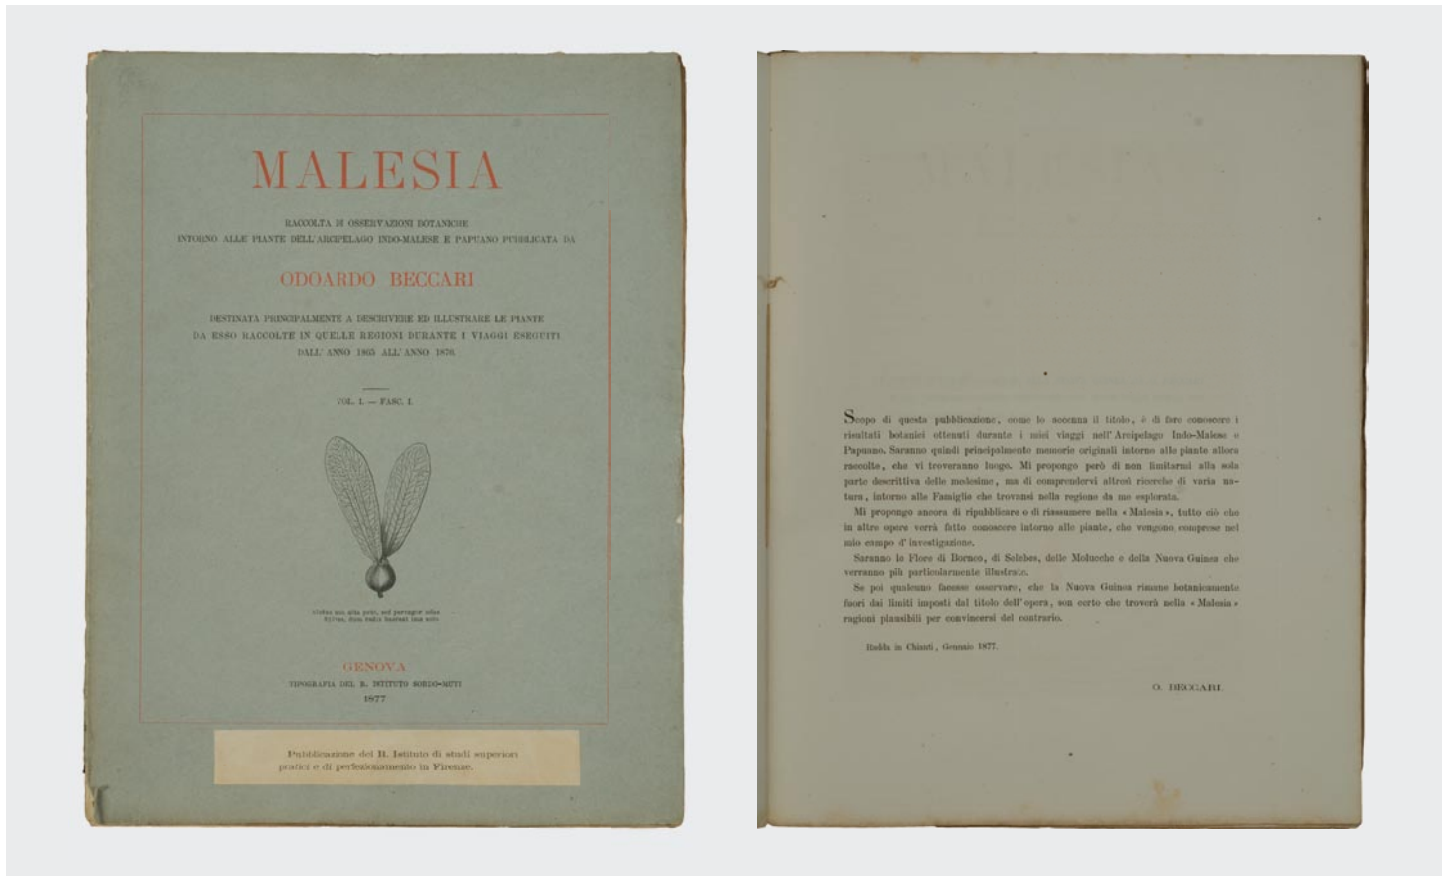 MALESIA
RACCOLTA DI OSSERVAZIONI BOTANICHE
INTORNO ALLE PIANTE DELL'ARCIPELAGO INDO-MALESE E PAPUANO PUBBLICATA DA
ODOARDO BECCARI
DESTINATA PRINCIPALMENTE A DESCRIVERE ED ILLUSTRARE LE PIANTE
DA ESSO RACCOLTE IN QUELLE REGIONI DURANTE I VIAGGI ESEGUITI
DALL' ANNO 1865 ALL' ANNO 1876.
VOL. I. — FASC. I.
alta peto, sed
GENOVA
TIPOGRAFIA DEL R. ISTITUTO SORDO-MUTI
1877
Pubblicazione del R. Istituto di studi superiori
pratici e di perfezionamento in Firenze.
Scopo di questa pubblicazione, come lo accenna il titolo, è di fare conoscere i
risultati botanici ottenuti durante i miei viaggi nell' Arcipelago Indo-Malese e
Papuano. Saranno quindi principalmente memorie originali intorno alle piante allora
raccolte, che vi troveranno luogo. Mi propongo però di non limitarmi alla sola
parte descrittiva delle medesime, ma di comprendervi altresì ricerche di varia na-
tura, intorno alle Famiglie che trovansi nella regione da me esplorata.
Mi propongo ancora di ripubblicare o di riassumere nella « Malesia », tutto ciò che
in altre opere verrà fatto conoscere intorno alle piante, che vengono comprese nel
mio campo d' investigazione.
Saranno le Flore di Borneo, di Selebes, delle Molucche e della Nuova Guinea che
verranno più particolarmente illustrate.
Se poi qualcuno facesse osservare, che la Nuova Guinea rimane botanicamente
fuori dai limiti imposti dal titolo dell' opera, son certo che troverà nella « Malesia »
ragioni plausibili per convincersi del contrario.
Radda in Chianti, Gennaio 1877.
O. BECCARI.